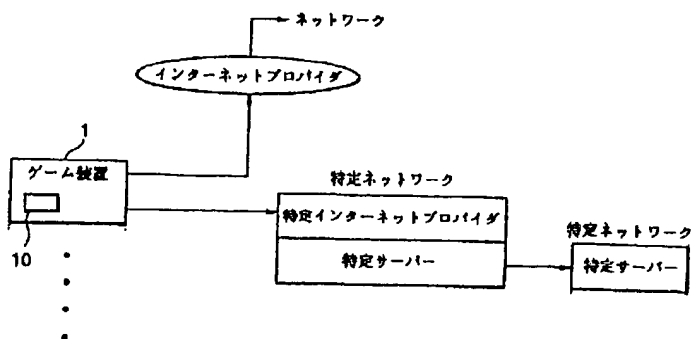 ネットワーク
インターネットプロバイダ
1
ゲーム装置
10
特定ネットワーク
特定インターネットプロバイダ
特定サーバー
特定ネットワーク
特定サーバー